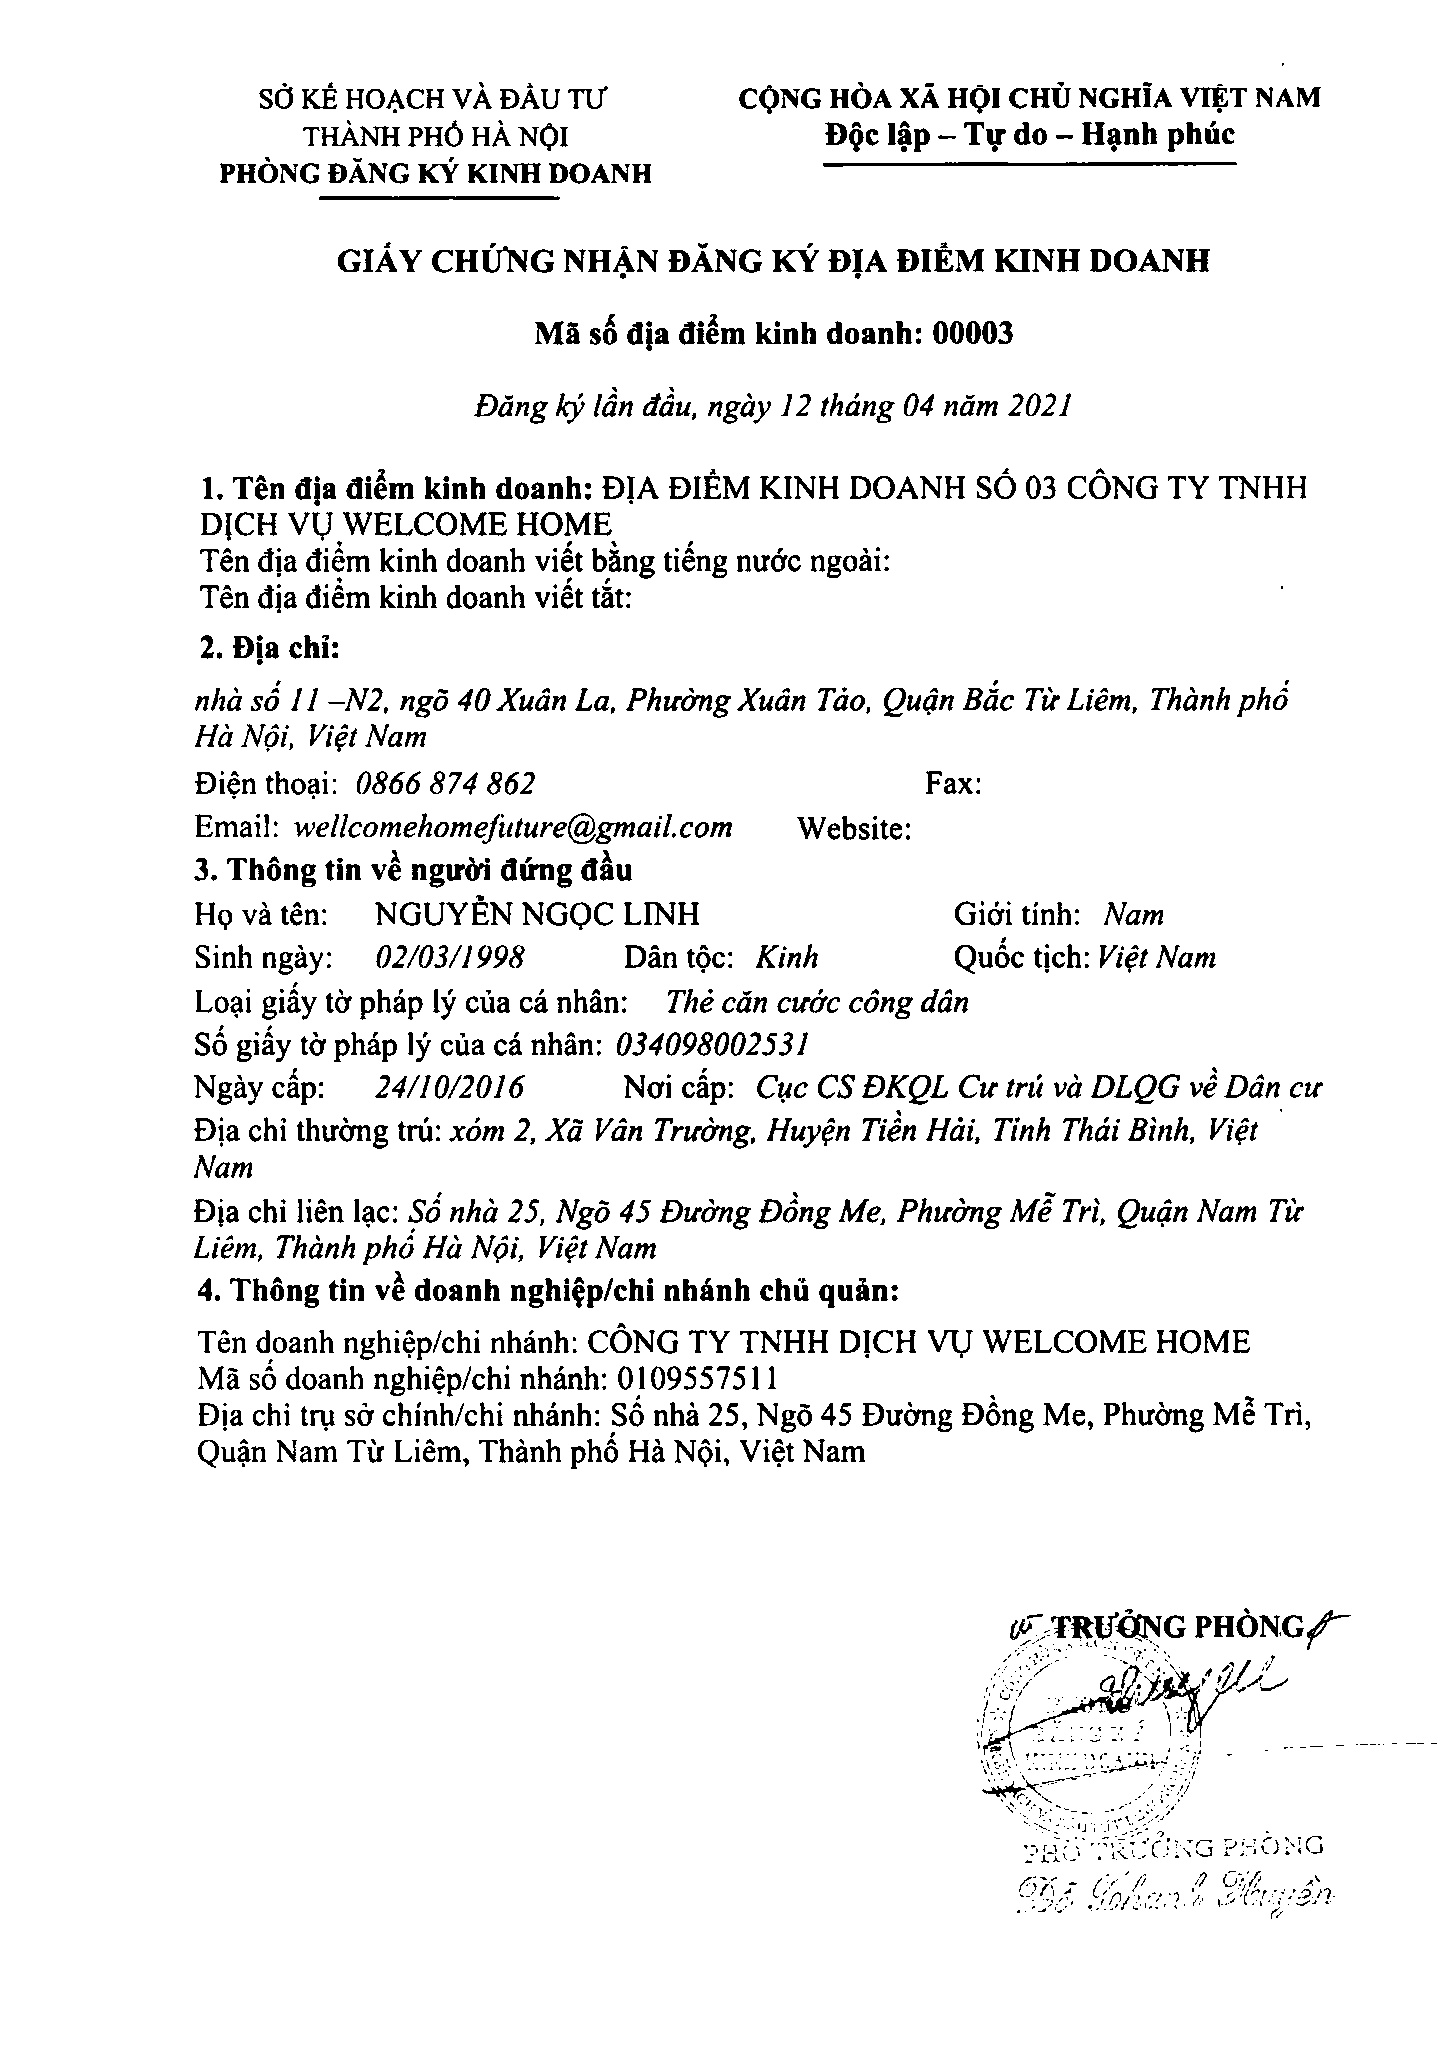 SỞ KẾ HOẠCH VÀ ĐẦU TƯ
THÀNH PHỐ HÀ NỘI
PHÒNG ĐĂNG KÝ KINH DOANH
CỘNG HÒA XÃ HỘI CHỦ NGHĨA VIỆT NAM
Độc lập – Tự do – Hạnh phúc
GIẤY CHỨNG NHẬN ĐĂNG KÝ ĐỊA ĐIỂM KINH DOANH
Mã số địa điểm kinh doanh: 00003
Đăng ký lần đầu, ngày 12 tháng 04 năm 2021
1. Tên địa điểm kinh doanh: ĐỊA ĐIỂM KINH DOANH SỐ 03 CÔNG TY TNHH
DỊCH VỤ WELCOME HOME
Tên địa điểm kinh doanh viết bằng tiếng nước ngoài:
Tên địa điểm kinh doanh viết tắt:
2. Địa chỉ:
nhà số 11 –N2, ngõ 40 Xuân La, Phường Xuân Tảo, Quận Bắc Từ Liêm, Thành phố
Hà Nội, Việt Nam
Điện thoại: 0866 874 862 Fax:
Email: wellcomehomefuture@gmail.com Website:
3. Thông tin về người đứng đầu
Họ và tên: NGUYỄN NGỌC LINH Giới tính: Nam
Sinh ngày: 02/03/1998 Dân tộc: Kinh Quốc tịch: Việt Nam
Loại giấy tờ pháp lý của cá nhân: Thẻ căn cước công dân
Số giấy tờ pháp lý của cá nhân: 034098002531
Ngày cấp: 24/10/2016 Nơi cấp: Cục CS ĐKQL Cư trú và DLQG về Dân cư
Địa chỉ thường trú: xóm 2, Xã Vân Trường, Huyện Tiền Hải, Tỉnh Thái Bình, Việt
Nam
Địa chỉ liên lạc: Số nhà 25, Ngõ 45 Đường Đồng Me, Phường Mễ Trì, Quận Nam Từ
Liêm, Thành phố Hà Nội, Việt Nam
4. Thông tin về doanh nghiệp/chi nhánh chủ quản:
Tên doanh nghiệp/chi nhánh: CÔNG TY TNHH DỊCH VỤ WELCOME HOME
Mã số doanh nghiệp/chi nhánh: 0109557511
Địa chỉ trụ sở chính/chi nhánh: Số nhà 25, Ngõ 45 Đường Đồng Me, Phường Mễ Trì,
Quận Nam Từ Liêm, Thành phố Hà Nội, Việt Nam
TRƯỞNG PHÒNG
ĐĂNG KÝ
KINH DOANH
PHÓ TRƯỞNG PHÒNG
Đỗ Thanh Huyền